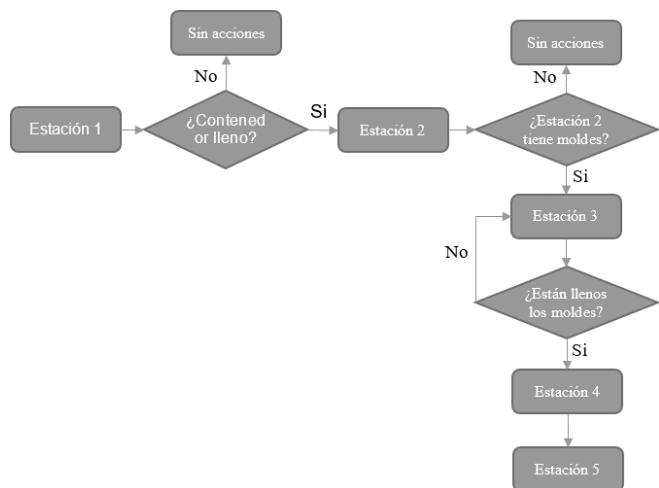 Sin acciones
No
Estación 1
¿Contened
or lleno?
Si
Estación 2
Sin acciones
No
¿Estación 2
tiene moldes?
Si
Estación 3
No
¿Están llenos
los moldes?
Si
Estación 4
Estación 5